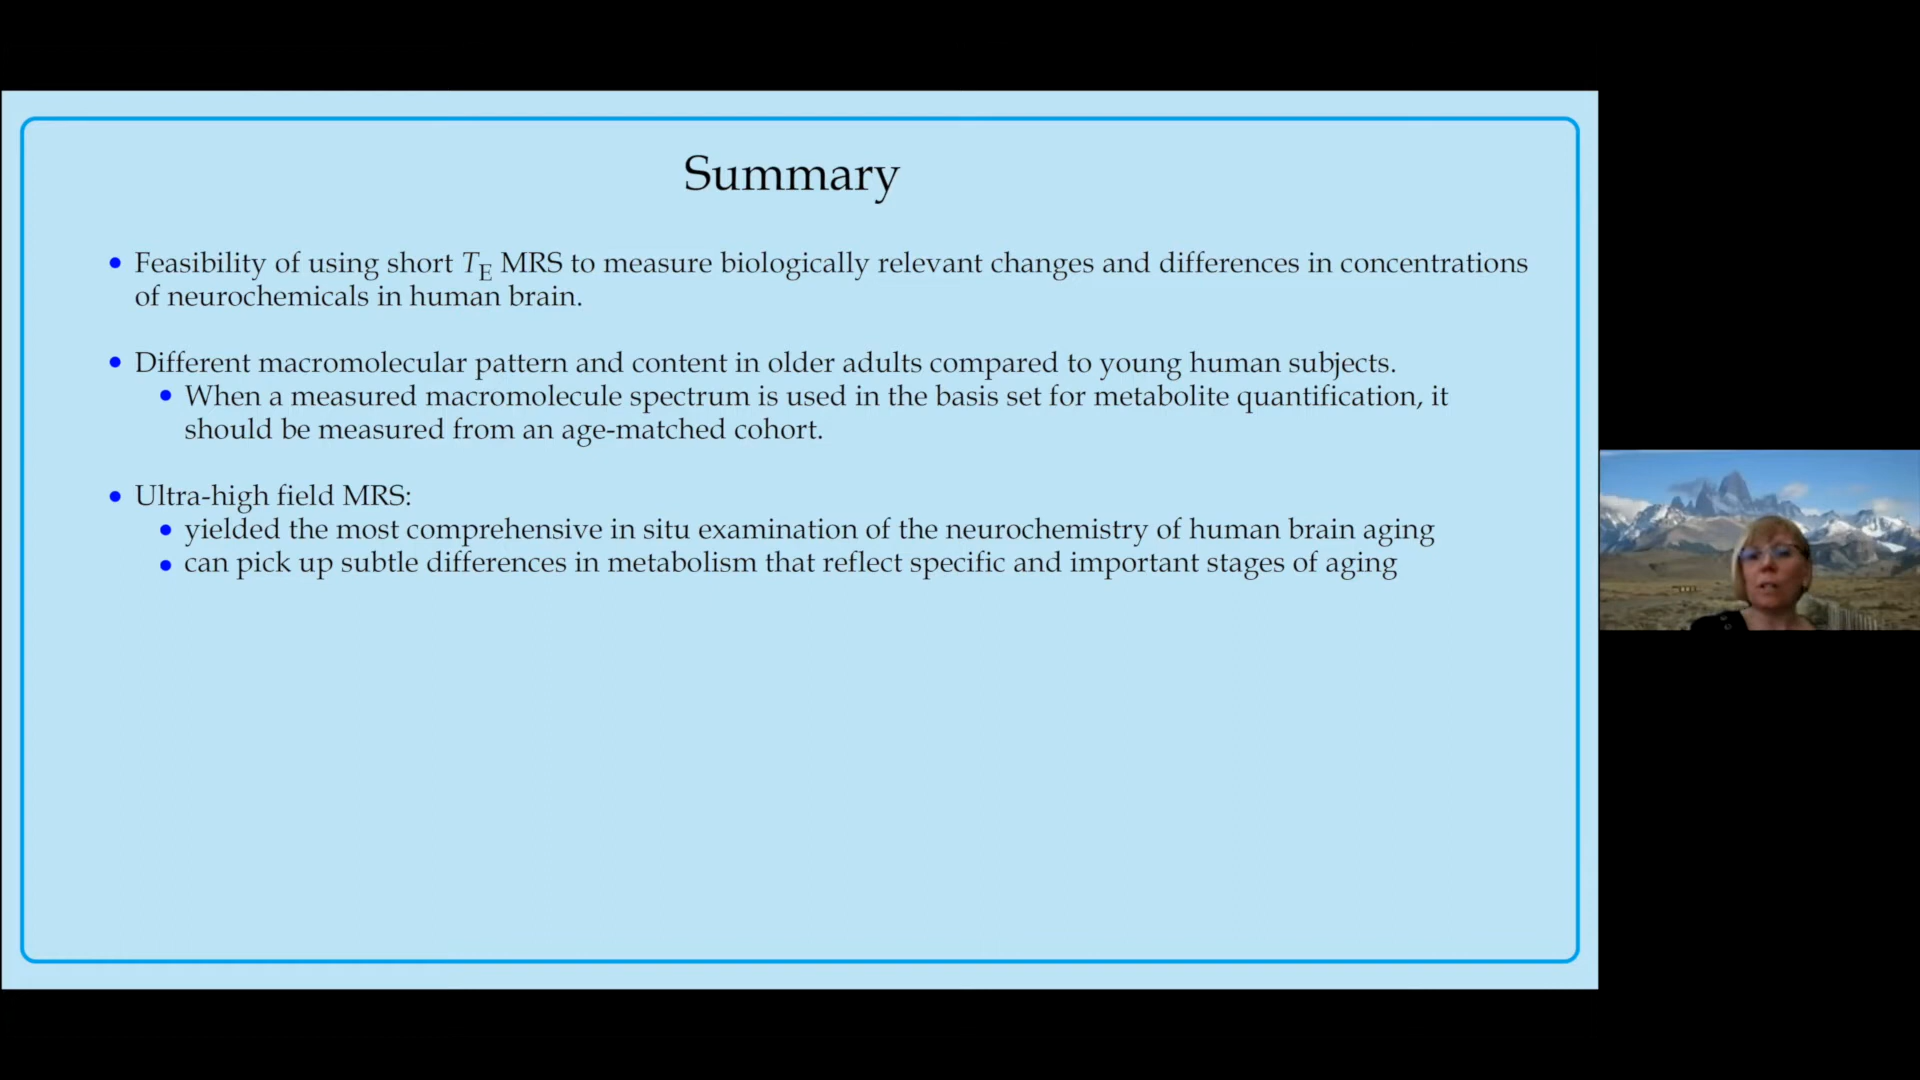 Summary
• Feasibility of using short TE MRS to measure biologically relevant changes and differences in concentrations
of neurochemicals in human brain.
• Different macromolecular pattern and content in older adults compared to young human subjects.
• When a measured macromolecule spectrum is used in the basis set for metabolite quantification, it
should be measured from an age-matched cohort.
• Ultra-high field MRS:
• yielded the most comprehensive in situ examination of the neurochemistry of human brain aging
• can pick up subtle differences in metabolism that reflect specific and important stages of aging